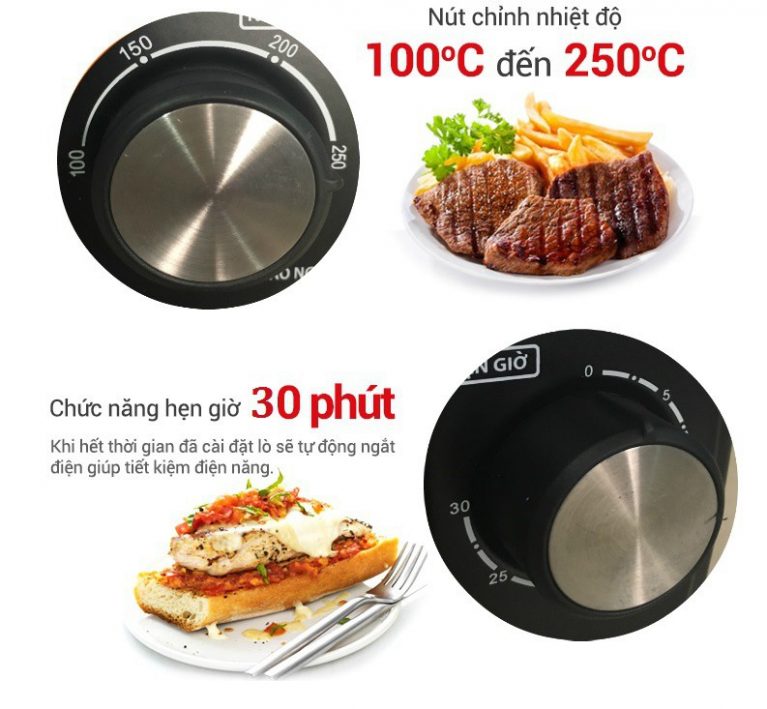 Nút chỉnh nhiệt độ
100ºC đến 250ºC
150
200
100
250
Chức năng hẹn giờ 30 phút
Khi hết thời gian đã cài đặt lò sẽ tự động ngắt
điện giúp tiết kiệm điện năng.
GIỜ
0
5
30
25